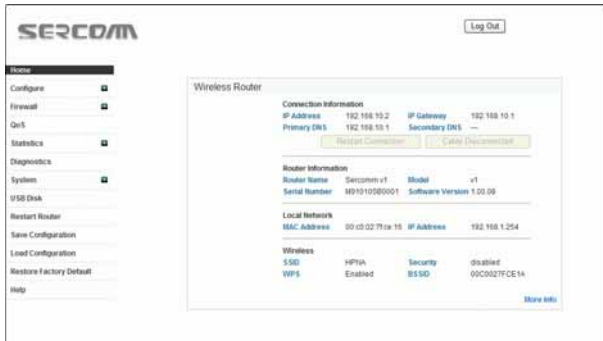 SERCOMM
Log Out
Home
Configure
Firewall
QoS
Statistics
Diagnostics
System
USB Disk
Restart Router
Save Configuration
Load Configuration
Restore Factory Default
Help
Wireless Router
Connection Information
IP Address 192.168.10.2 IP Gateway 192.168.10.1
Primary DNS 192.168.10.1 Secondary DNS ---
Restart Connection Cable Disconnected
Router Information
Router Name Sercomm v1 Model v1
Serial Number Software Version 1.00.09
Local Network
MAC Address IP Address 192.168.1.254
Wireless
SSID HPNA Security disabled
WPS Enabled BSSID 00C0027FCE1A
More Info